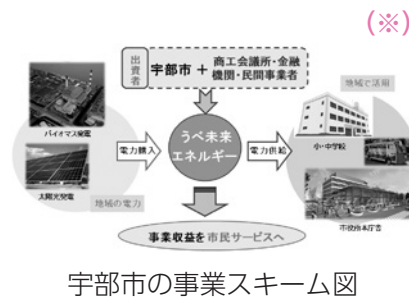 (※)
出資者
宇部市 + 商工会議所・金融
機関・民間事業者
地域で活用
バイオマス発電
電力購入
うべ未来
エネルギー
電力供給
小・中学校
太陽光発電
地域の電力
市役所本庁舎
事業収益を市民サービスへ
宇部市の事業スキーム図